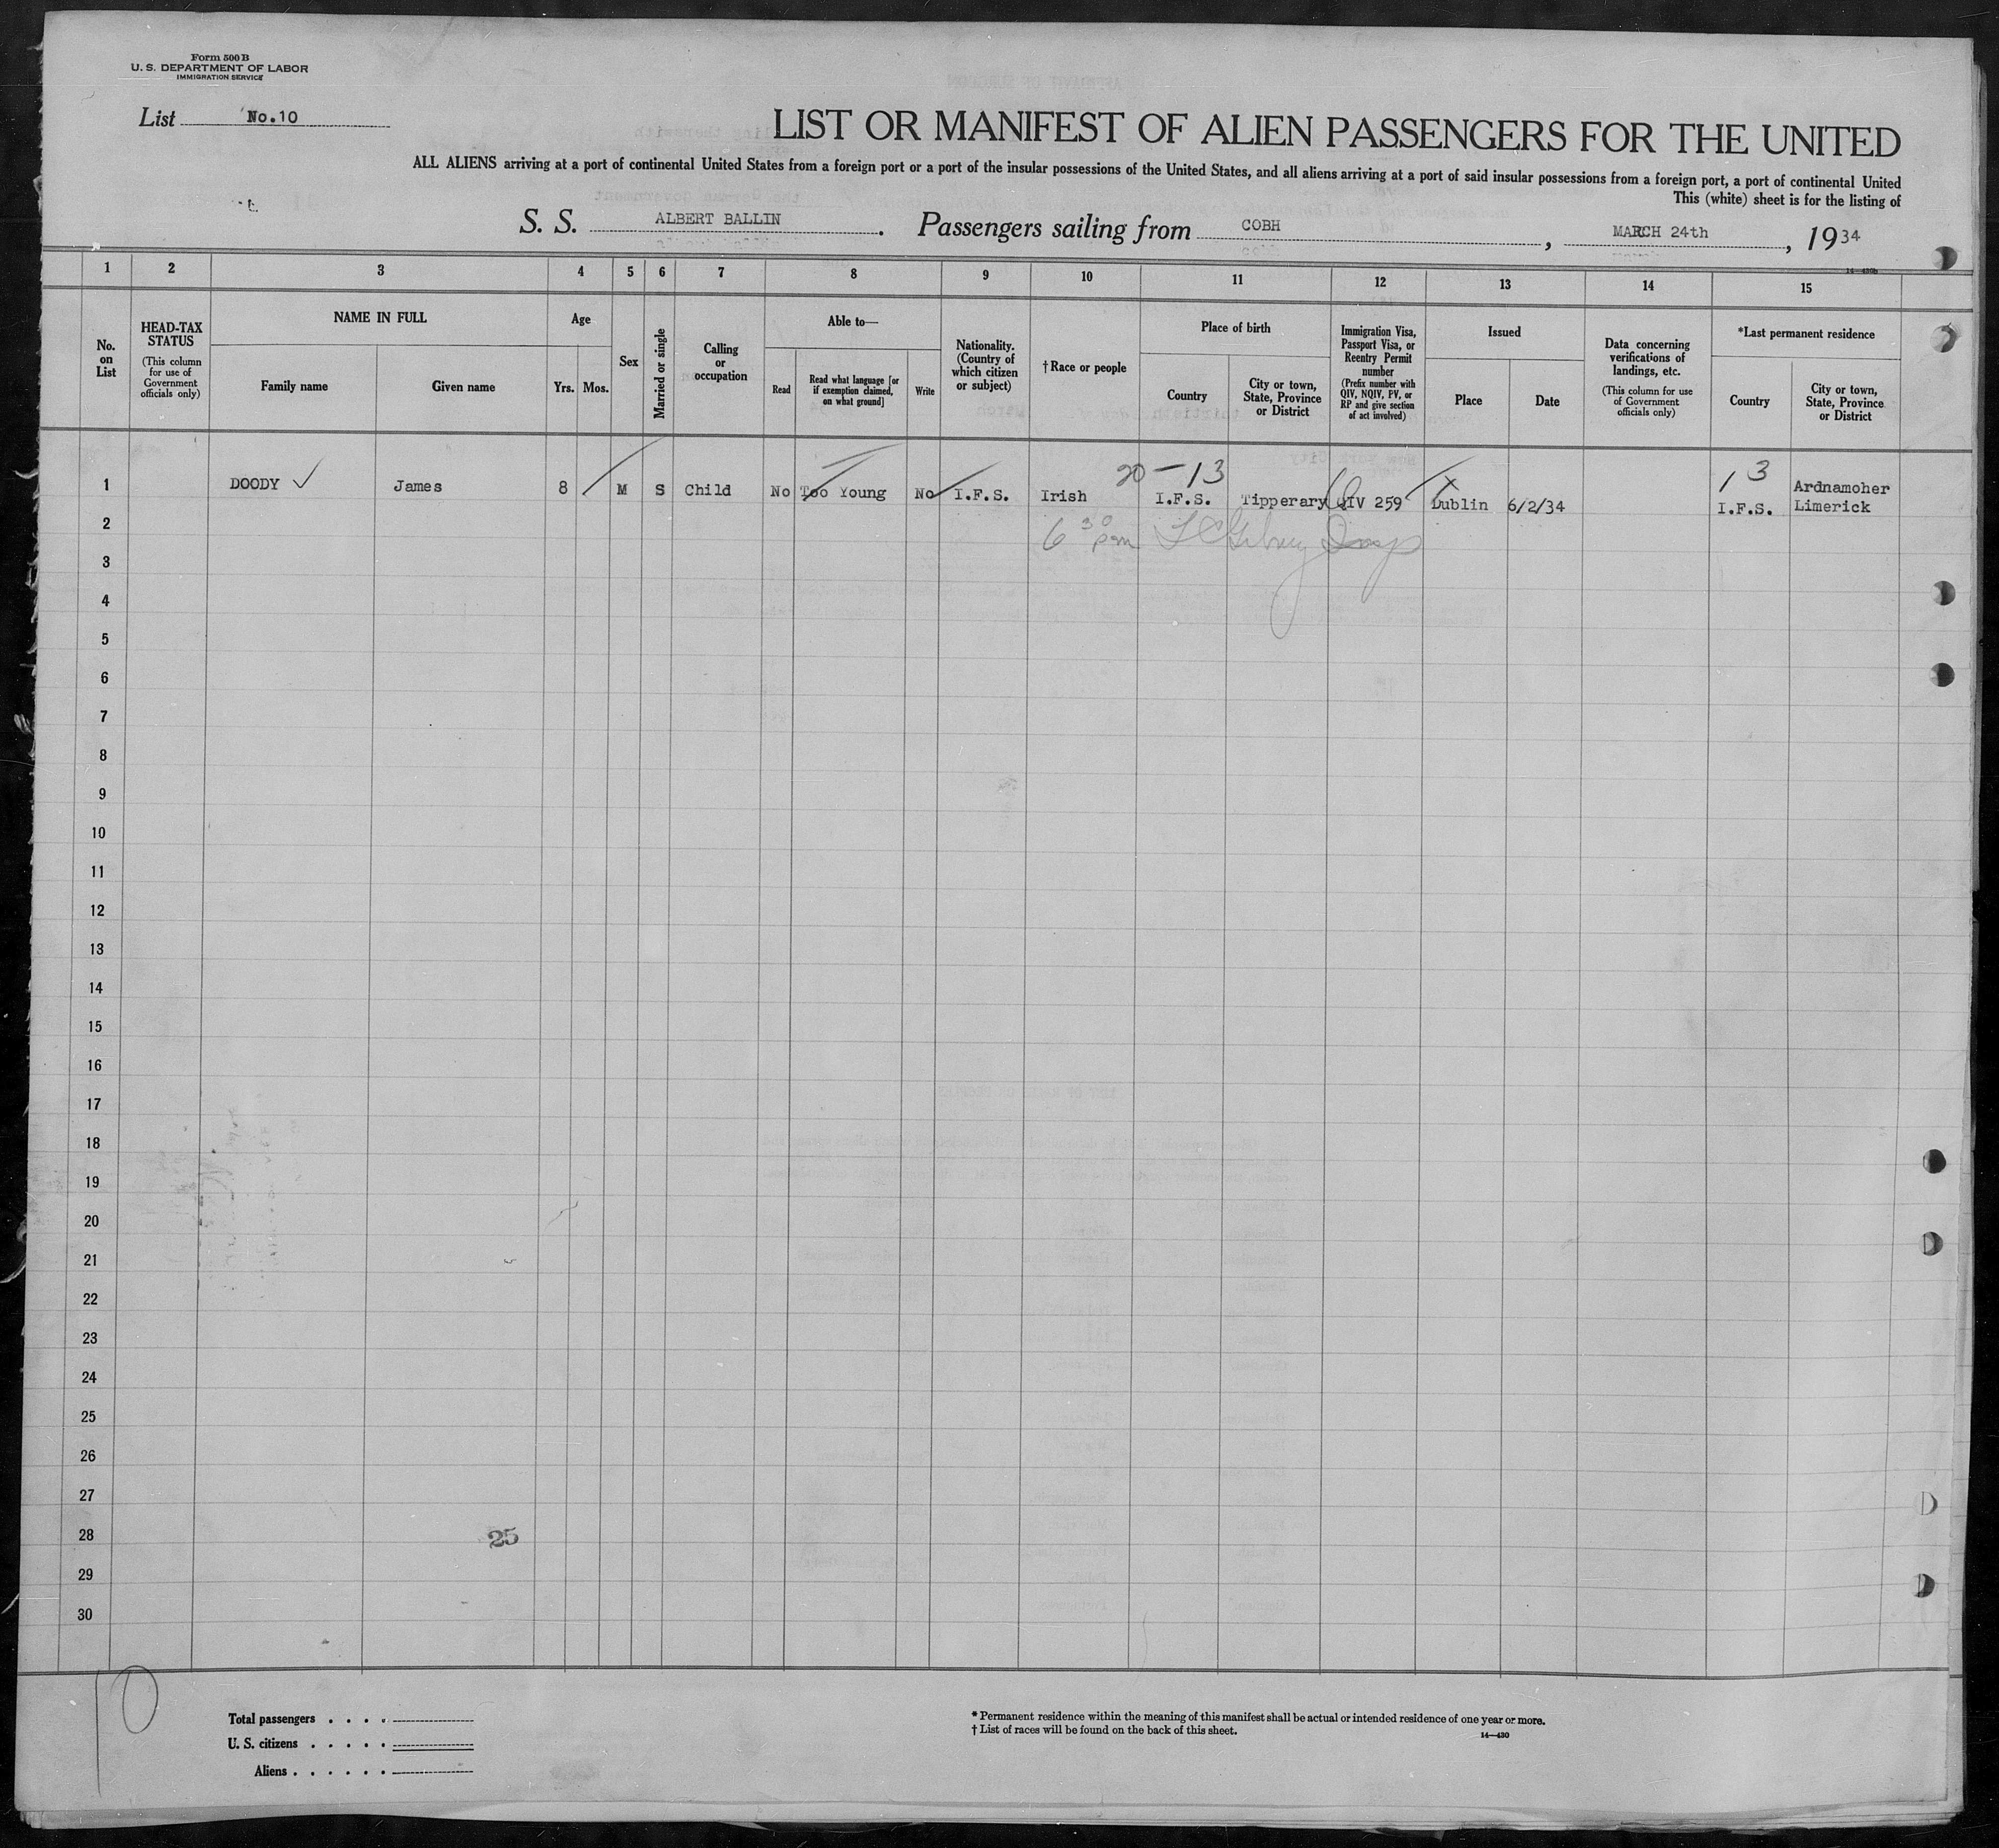 Form 500 B
U. S. DEPARTMENT OF LABOR
IMMIGRATION SERVICE
List No.10
LIST OR MANIFEST OF ALIEN PASSENGERS FOR THE UNITED
ALL ALIENS arriving at a port of continental United States from a foreign port or a port of the insular possessions of the United States, and all aliens arriving at a port of said insular possessions from a foreign port, a port of continental United
This (white) sheet is for the listing of
S. S. ALBERT BALLIN. Passengers sailing from COBH, MARCH 24th, 1934
14—430b
1 2 3 4 5 6 7 8 9 10 11 12 13 14 15
No. on List
HEAD-TAX STATUS
(This column for use of Government officials only)
NAME IN FULL
Family name
Given name
Age
Yrs. Mos.
Sex
Married or single
Calling or occupation
Able to—
Read
Read what language [or if exemption claimed, on what ground]
Write
Nationality. (Country of which citizen or subject)
† Race or people
Place of birth
Country
City or town, State, Province or District
Immigration Visa, Passport Visa, or Reentry Permit number
(Prefix number with QIV, NQIV, PV, or RP and give section of act involved)
Issued
Place
Date
Data concerning verifications of landings, etc.
(This column for use of Government officials only)
*Last permanent residence
Country
City or town, State, Province or District
20 – 13
13
1 DOODY James 8 M S Child No Too Young No I.F.S. Irish I.F.S. Tipperary QIV 259 Dublin 6/2/34 I.F.S. Ardnamoher Limerick
2
6 30 pm
3
4
5
6
7
8
9
10
11
12
13
14
15
16
17
18
19
20
21
22
23
24
25
26
27
28
25
29
30
10
Total passengers
U. S. citizens
Aliens
* Permanent residence within the meaning of this manifest shall be actual or intended residence of one year or more.
† List of races will be found on the back of this sheet.
14—430